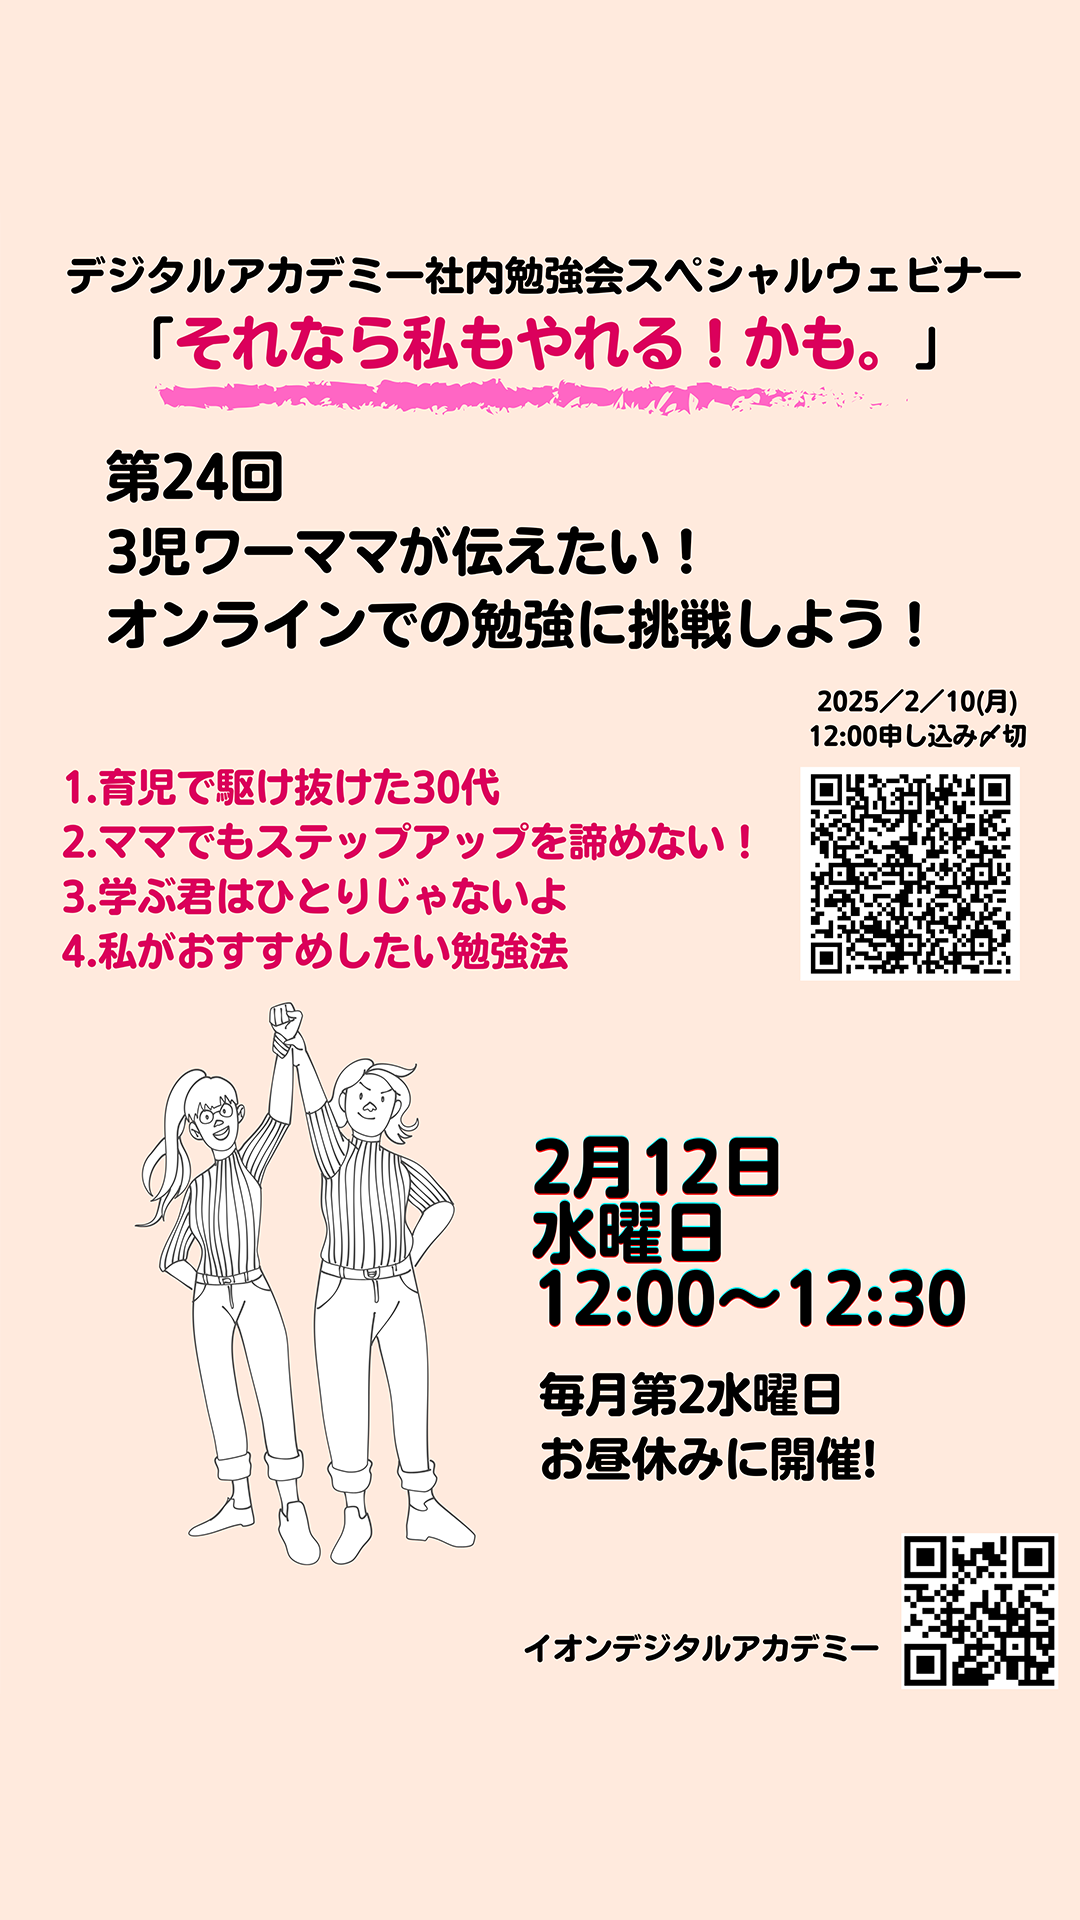 デジタルアカデミー社内勉強会スペシャルウェビナー
「それなら私もやれる！かも。」
第24回
3児ワーママが伝えたい！
オンラインでの勉強に挑戦しよう！
2025／2／10(月)
12:00申し込み〆切
1.育児で駆け抜けた30代
2.ママでもステップアップを諦めない！
3.学ぶ君はひとりじゃないよ
4.私がおすすめしたい勉強法
2月12日
水曜日
12:00〜12:30
毎月第2水曜日
お昼休みに開催!
イオンデジタルアカデミー